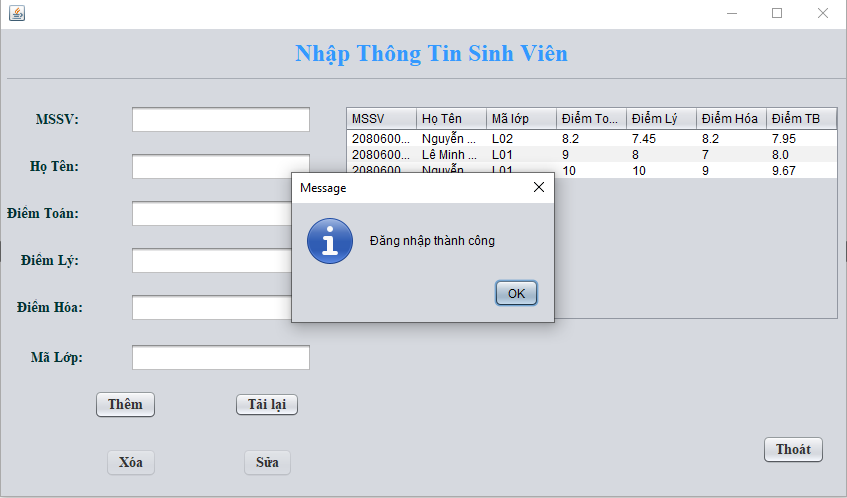 Nhập Thông Tin Sinh Viên
MSSV:
Họ Tên:
Điểm Toán:
Điểm Lý:
Điểm Hóa:
Mã Lớp:
Thêm
Tải lại
Xóa
Sửa
MSSV Họ Tên Mã lớp Điểm To... Điểm Lý Điểm Hóa Điểm TB
2080600... Nguyễn ... L02 8.2 7.45 8.2 7.95
2080600... Lê Minh ... L01 9 8 7 8.0
2080600... Nguyễn ... L01 10 10 9 9.67
Message
Đăng nhập thành công
OK
Thoát